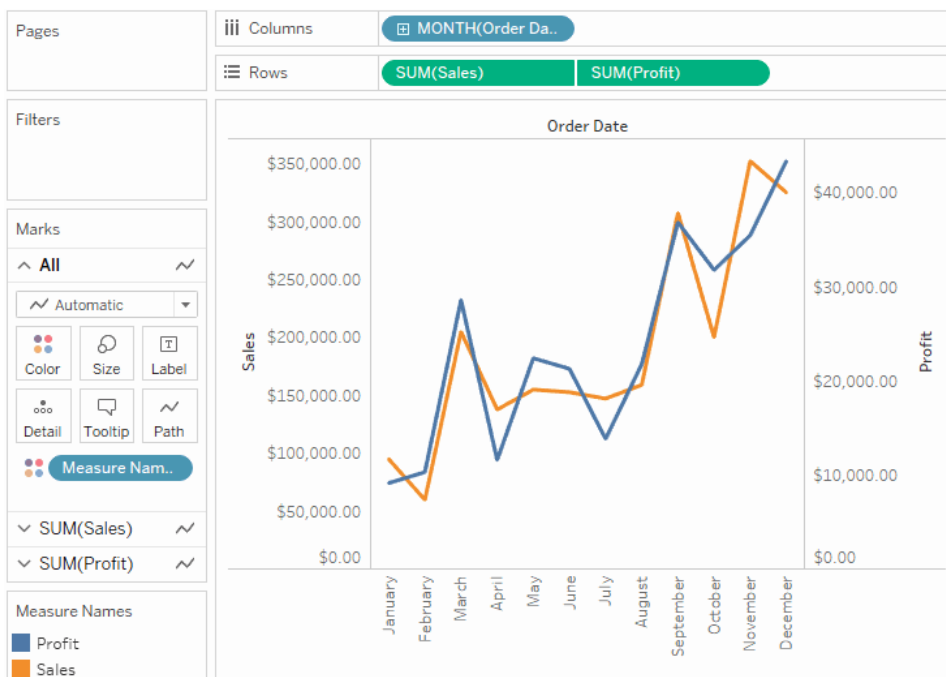 Pages
Columns
MONTH(Order Da..
Rows
SUM(Sales)
SUM(Profit)
Filters
Marks
All
Automatic
Color
Size
Label
Detail
Tooltip
Path
Measure Nam..
SUM(Sales)
SUM(Profit)
Measure Names
Profit
Sales
Order Date
Sales
$350,000.00
$300,000.00
$250,000.00
$200,000.00
$150,000.00
$100,000.00
$50,000.00
$0.00
$40,000.00
$30,000.00
$20,000.00
$10,000.00
$0.00
Profit
January
February
March
April
May
June
July
August
September
October
November
December